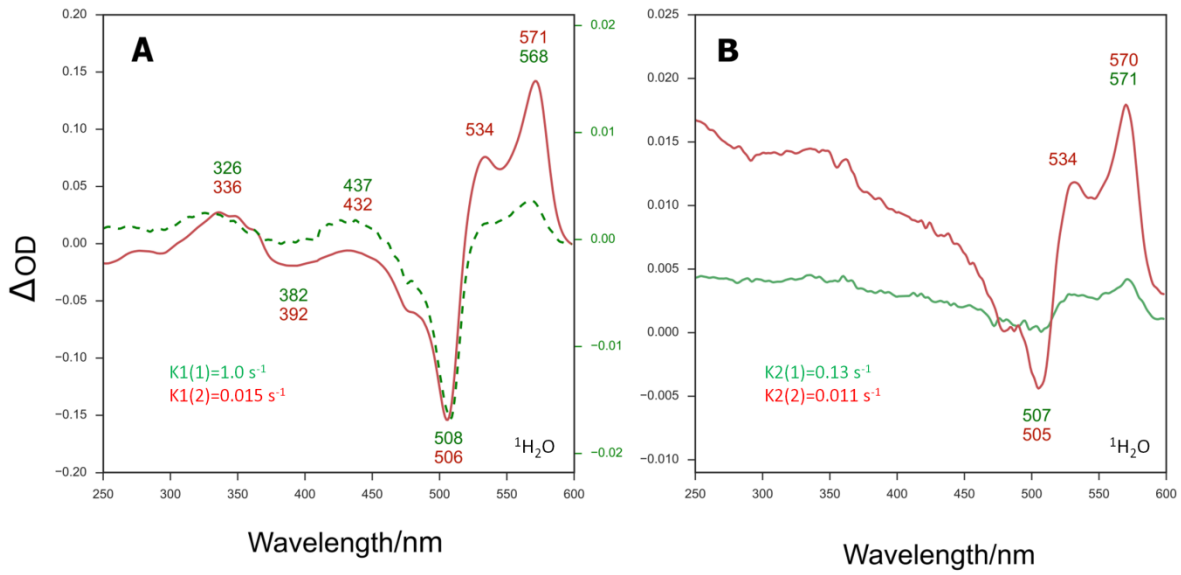 A
0.20
0.15
0.10
0.05
0.00
−0.05
−0.10
−0.15
−0.20
ΔOD
0.02
0.01
0.00
−0.01
−0.02
571
568
534
326
336
437
432
382
392
508
506
K1(1)=1.0 s⁻¹
K1(2)=0.015 s⁻¹
¹H₂O
250 300 350 400 450 500 550 600
Wavelength/nm
B
0.025
0.020
0.015
0.010
0.005
0.000
−0.005
−0.010
570
571
534
507
505
K2(1)=0.13 s⁻¹
K2(2)=0.011 s⁻¹
¹H₂O
250 300 350 400 450 500 550 600
Wavelength/nm